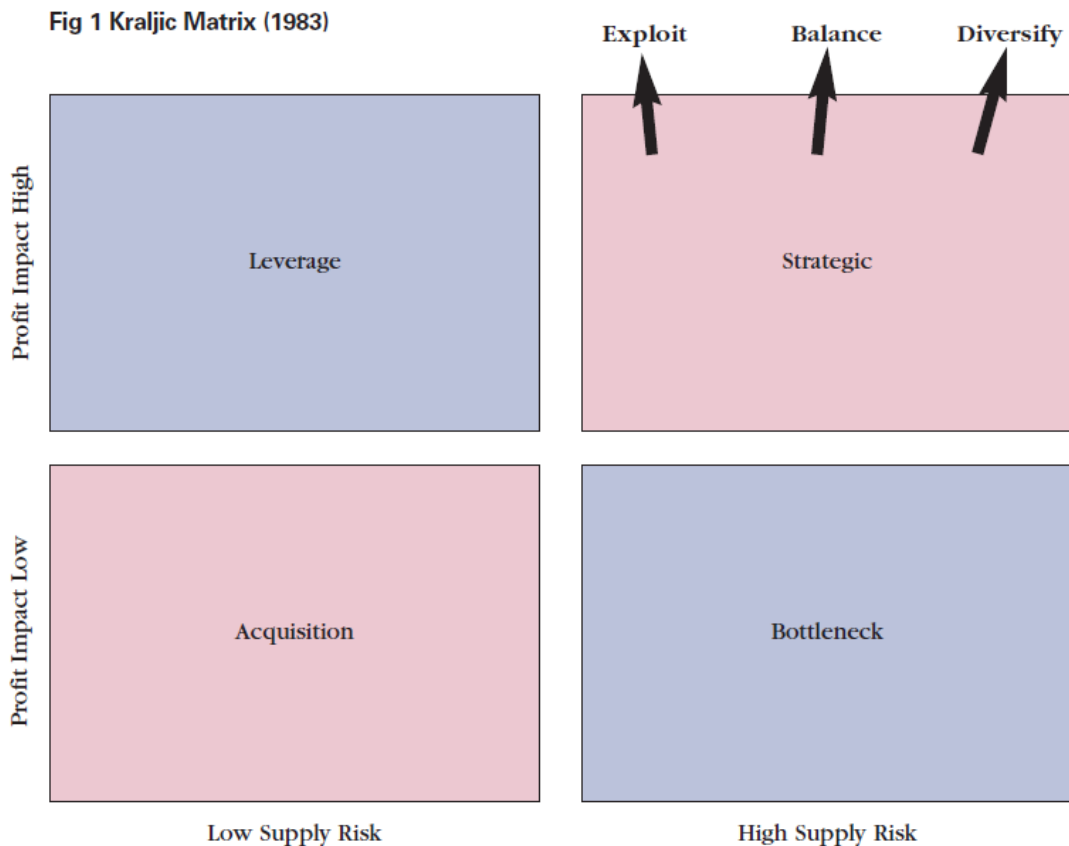 Fig 1 Kraljic Matrix (1983)
Exploit
Balance
Diversify
Profit Impact High
Leverage
Strategic
Profit Impact Low
Acquisition
Bottleneck
Low Supply Risk
High Supply Risk